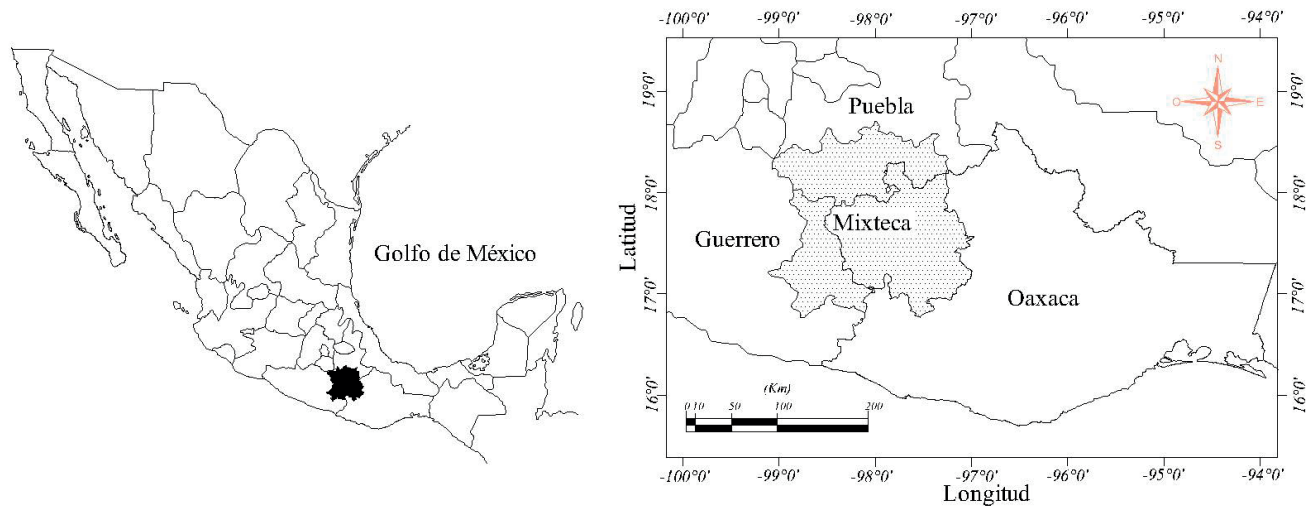 Golfo de México
-100°0'
-99°0'
-98°0'
-97°0'
-96°0'
-95°0'
-94°0'
19°0'
18°0'
17°0'
16°0'
Latitud
Puebla
Mixteca
Guerrero
Oaxaca
N
O
E
S
(Km)
0 10 50 100 200
19°0'
18°0'
17°0'
16°0'
-100°0'
-99°0'
-98°0'
-97°0'
-96°0'
-95°0'
-94°0'
Longitud